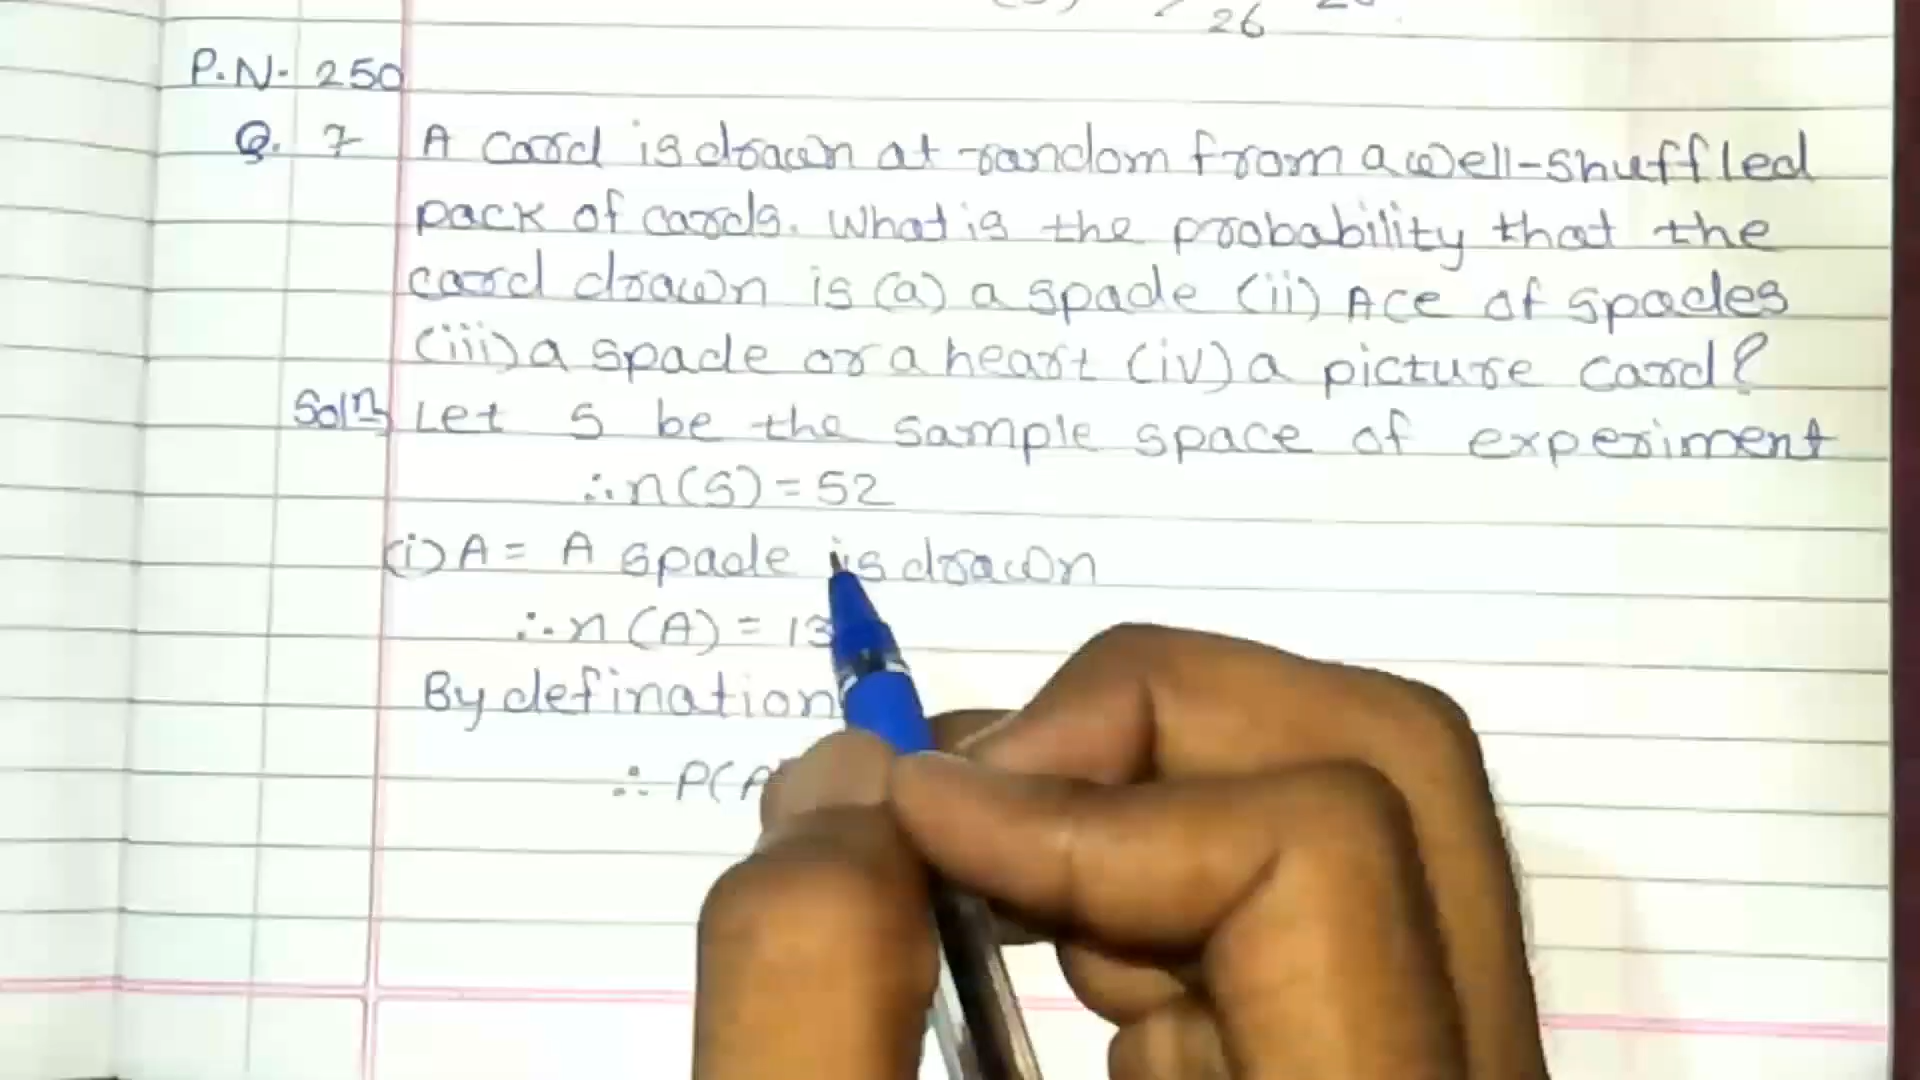 26
P.N. 250
Q. 7 A card is drawn at random from a well-shuffled
pack of cards. What is the probability that the
card drawn is (a) a spade (ii) Ace of spades
(iii) a spade or a heart (iv) a picture card?
Solⁿ Let S be the sample space of experiment
∴ n(S) = 52
(i) A = A spade is drawn
∴ n (A) = 13
By defination
∴ P(A